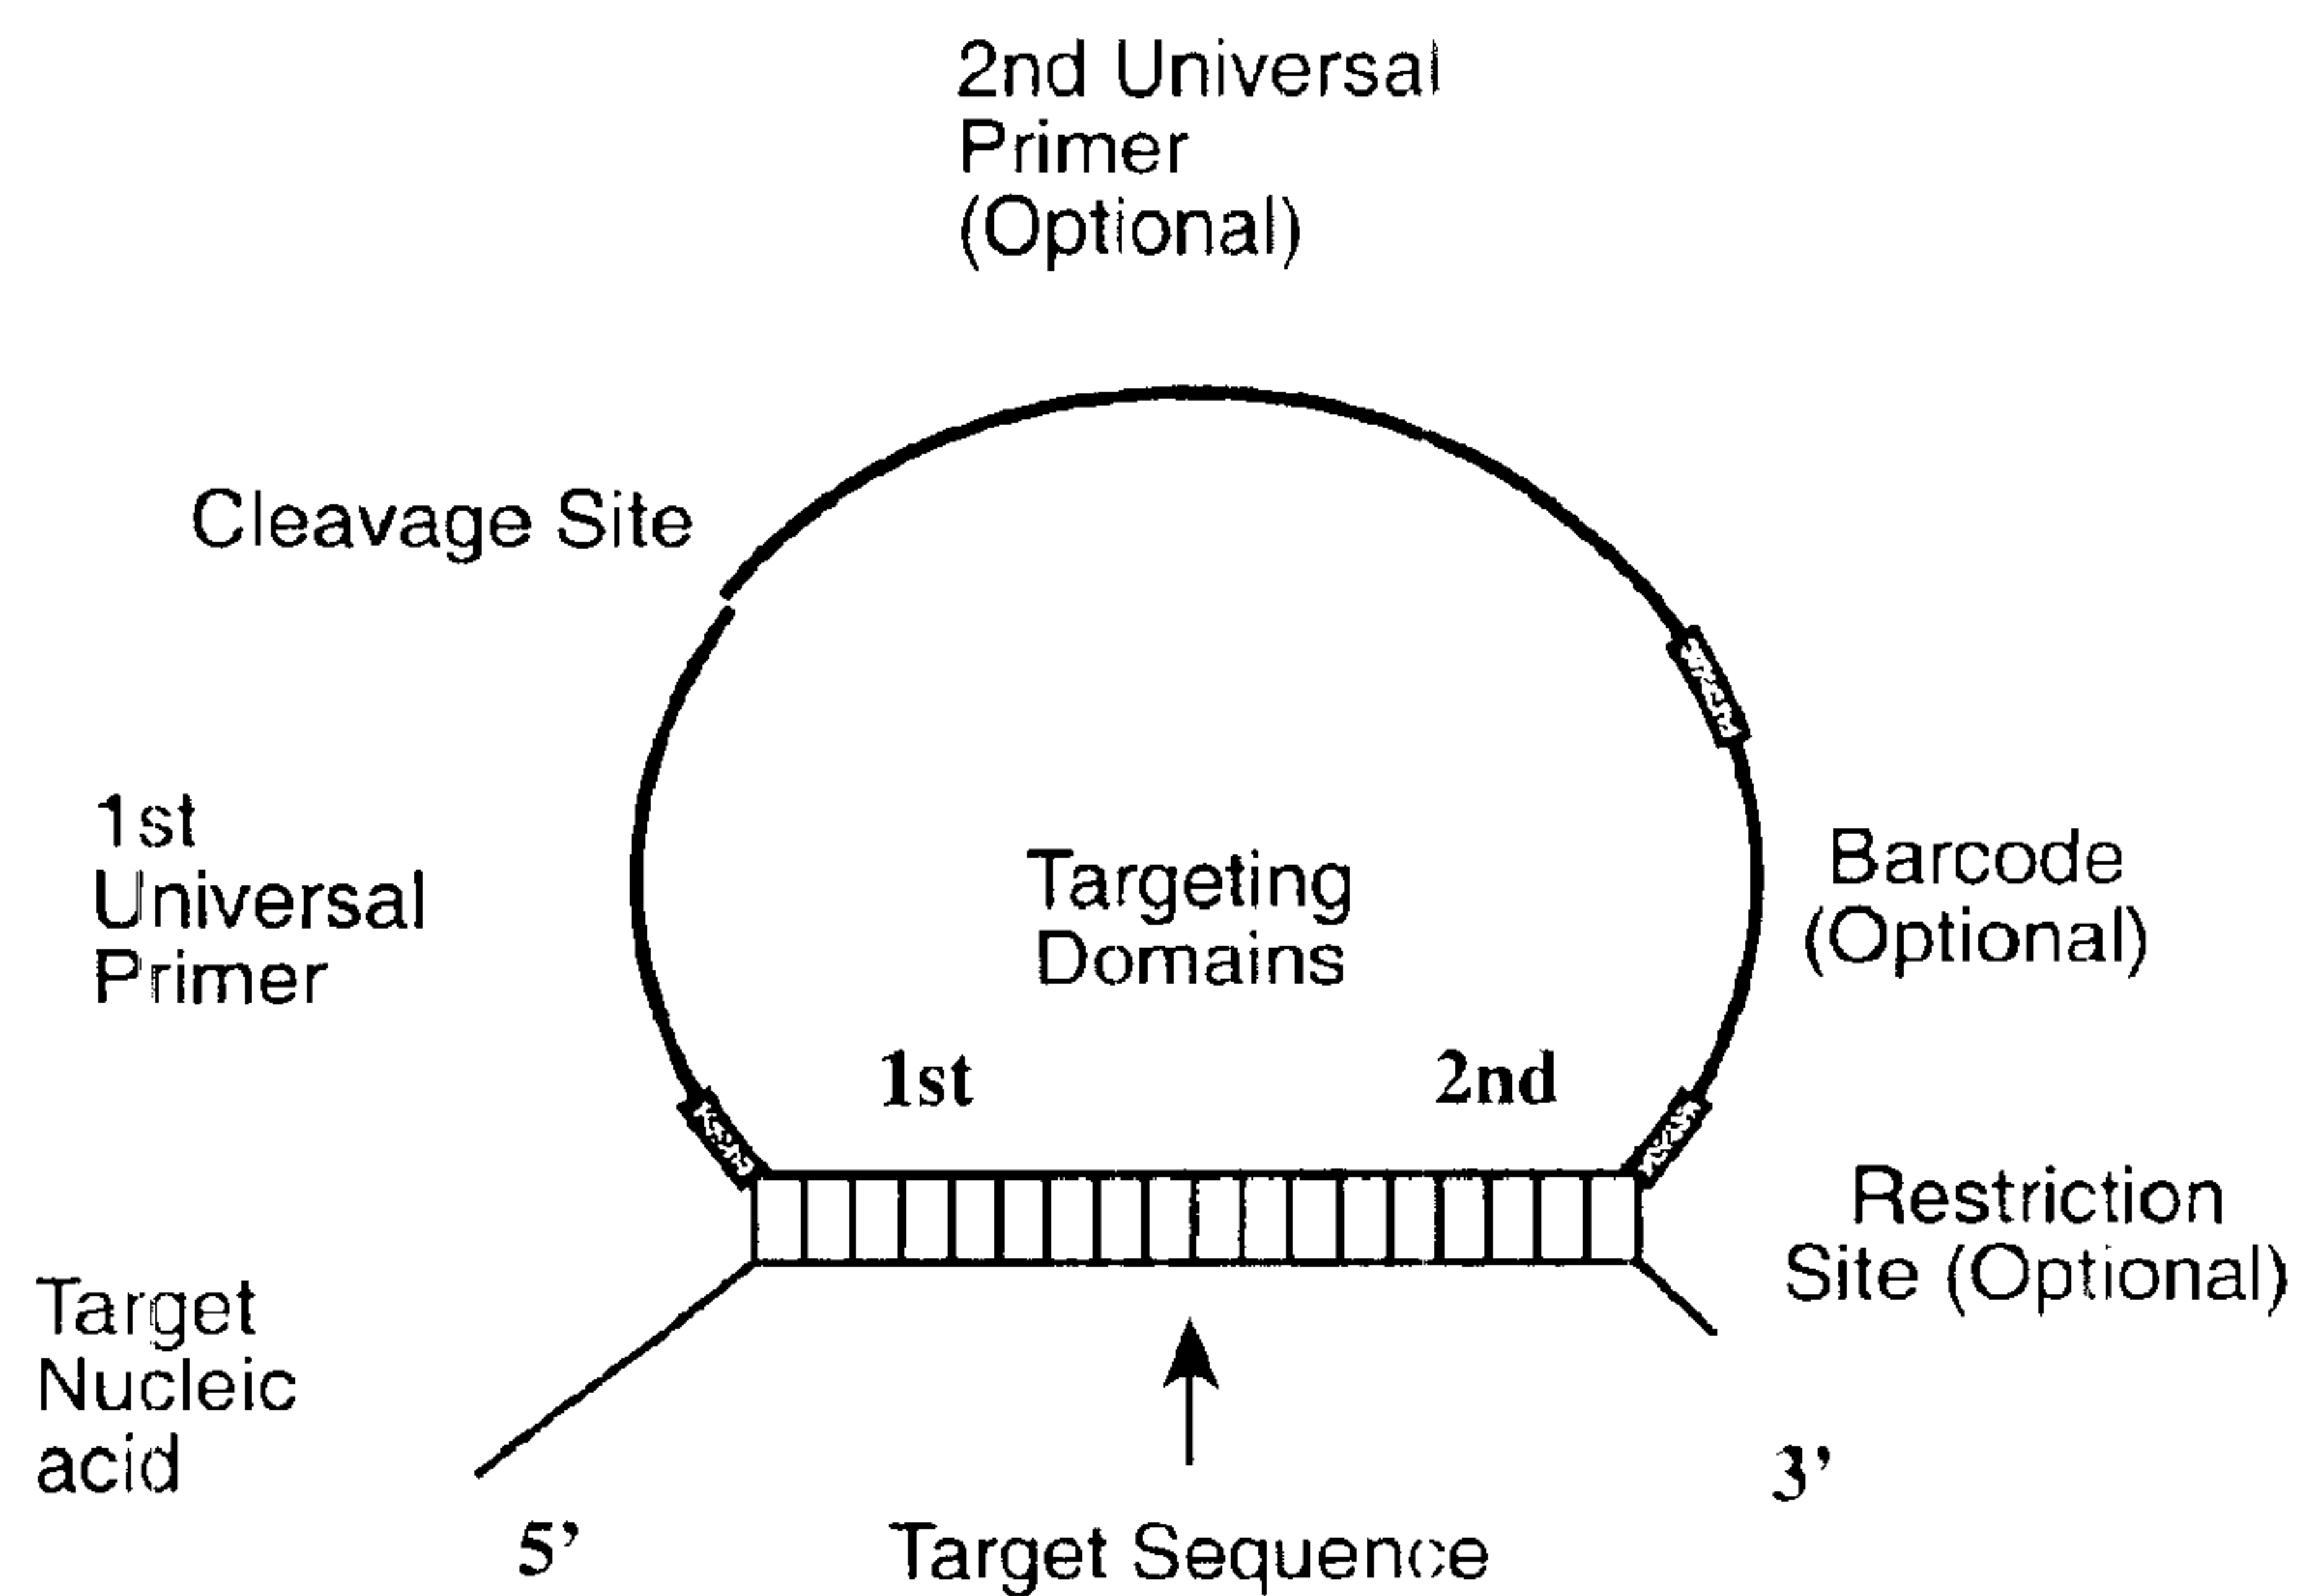 2nd Universal
Primer
(Optional)
Cleavage Site
1st
Universal
Primer
Targeting
Domains
Barcode
(Optional)
1st
2nd
Restriction
Site (Optional)
Target
Nucleic
acid
3’
5’
Target Sequence